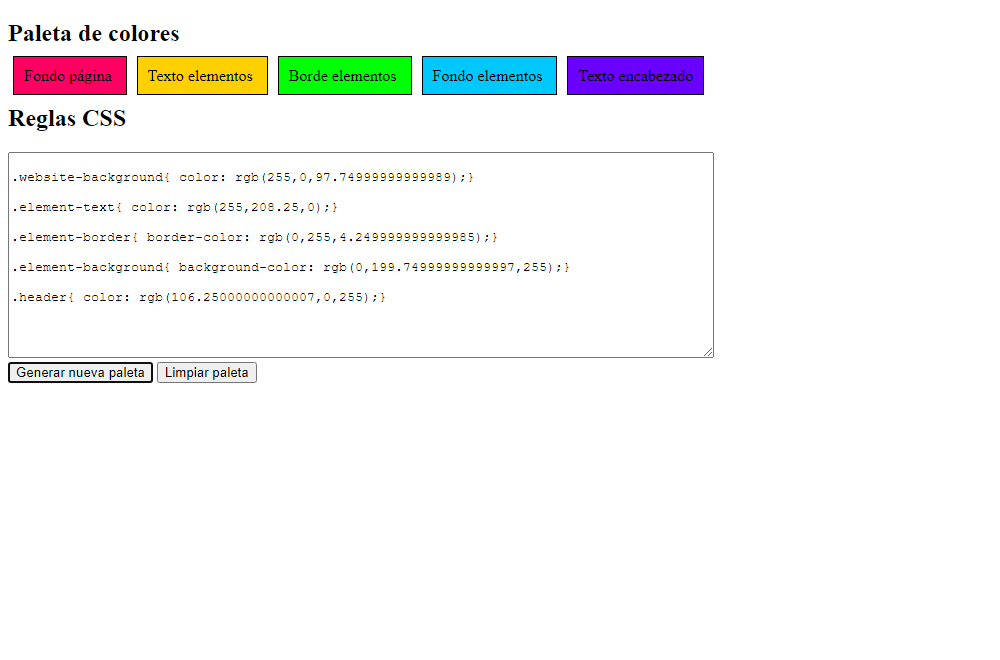 Paleta de colores
Fondo página Texto elementos Borde elementos Fondo elementos Texto encabezado
Reglas CSS
.website-background{ color: rgb(255,0,97.74999999999989);}
.element-text{ color: rgb(255,208.25,0);}
.element-border{ border-color: rgb(0,255,4.249999999999985);}
.element-background{ background-color: rgb(0,199.74999999999997,255);}
.header{ color: rgb(106.25000000000007,0,255);}
Generar nueva paleta Limpiar paleta